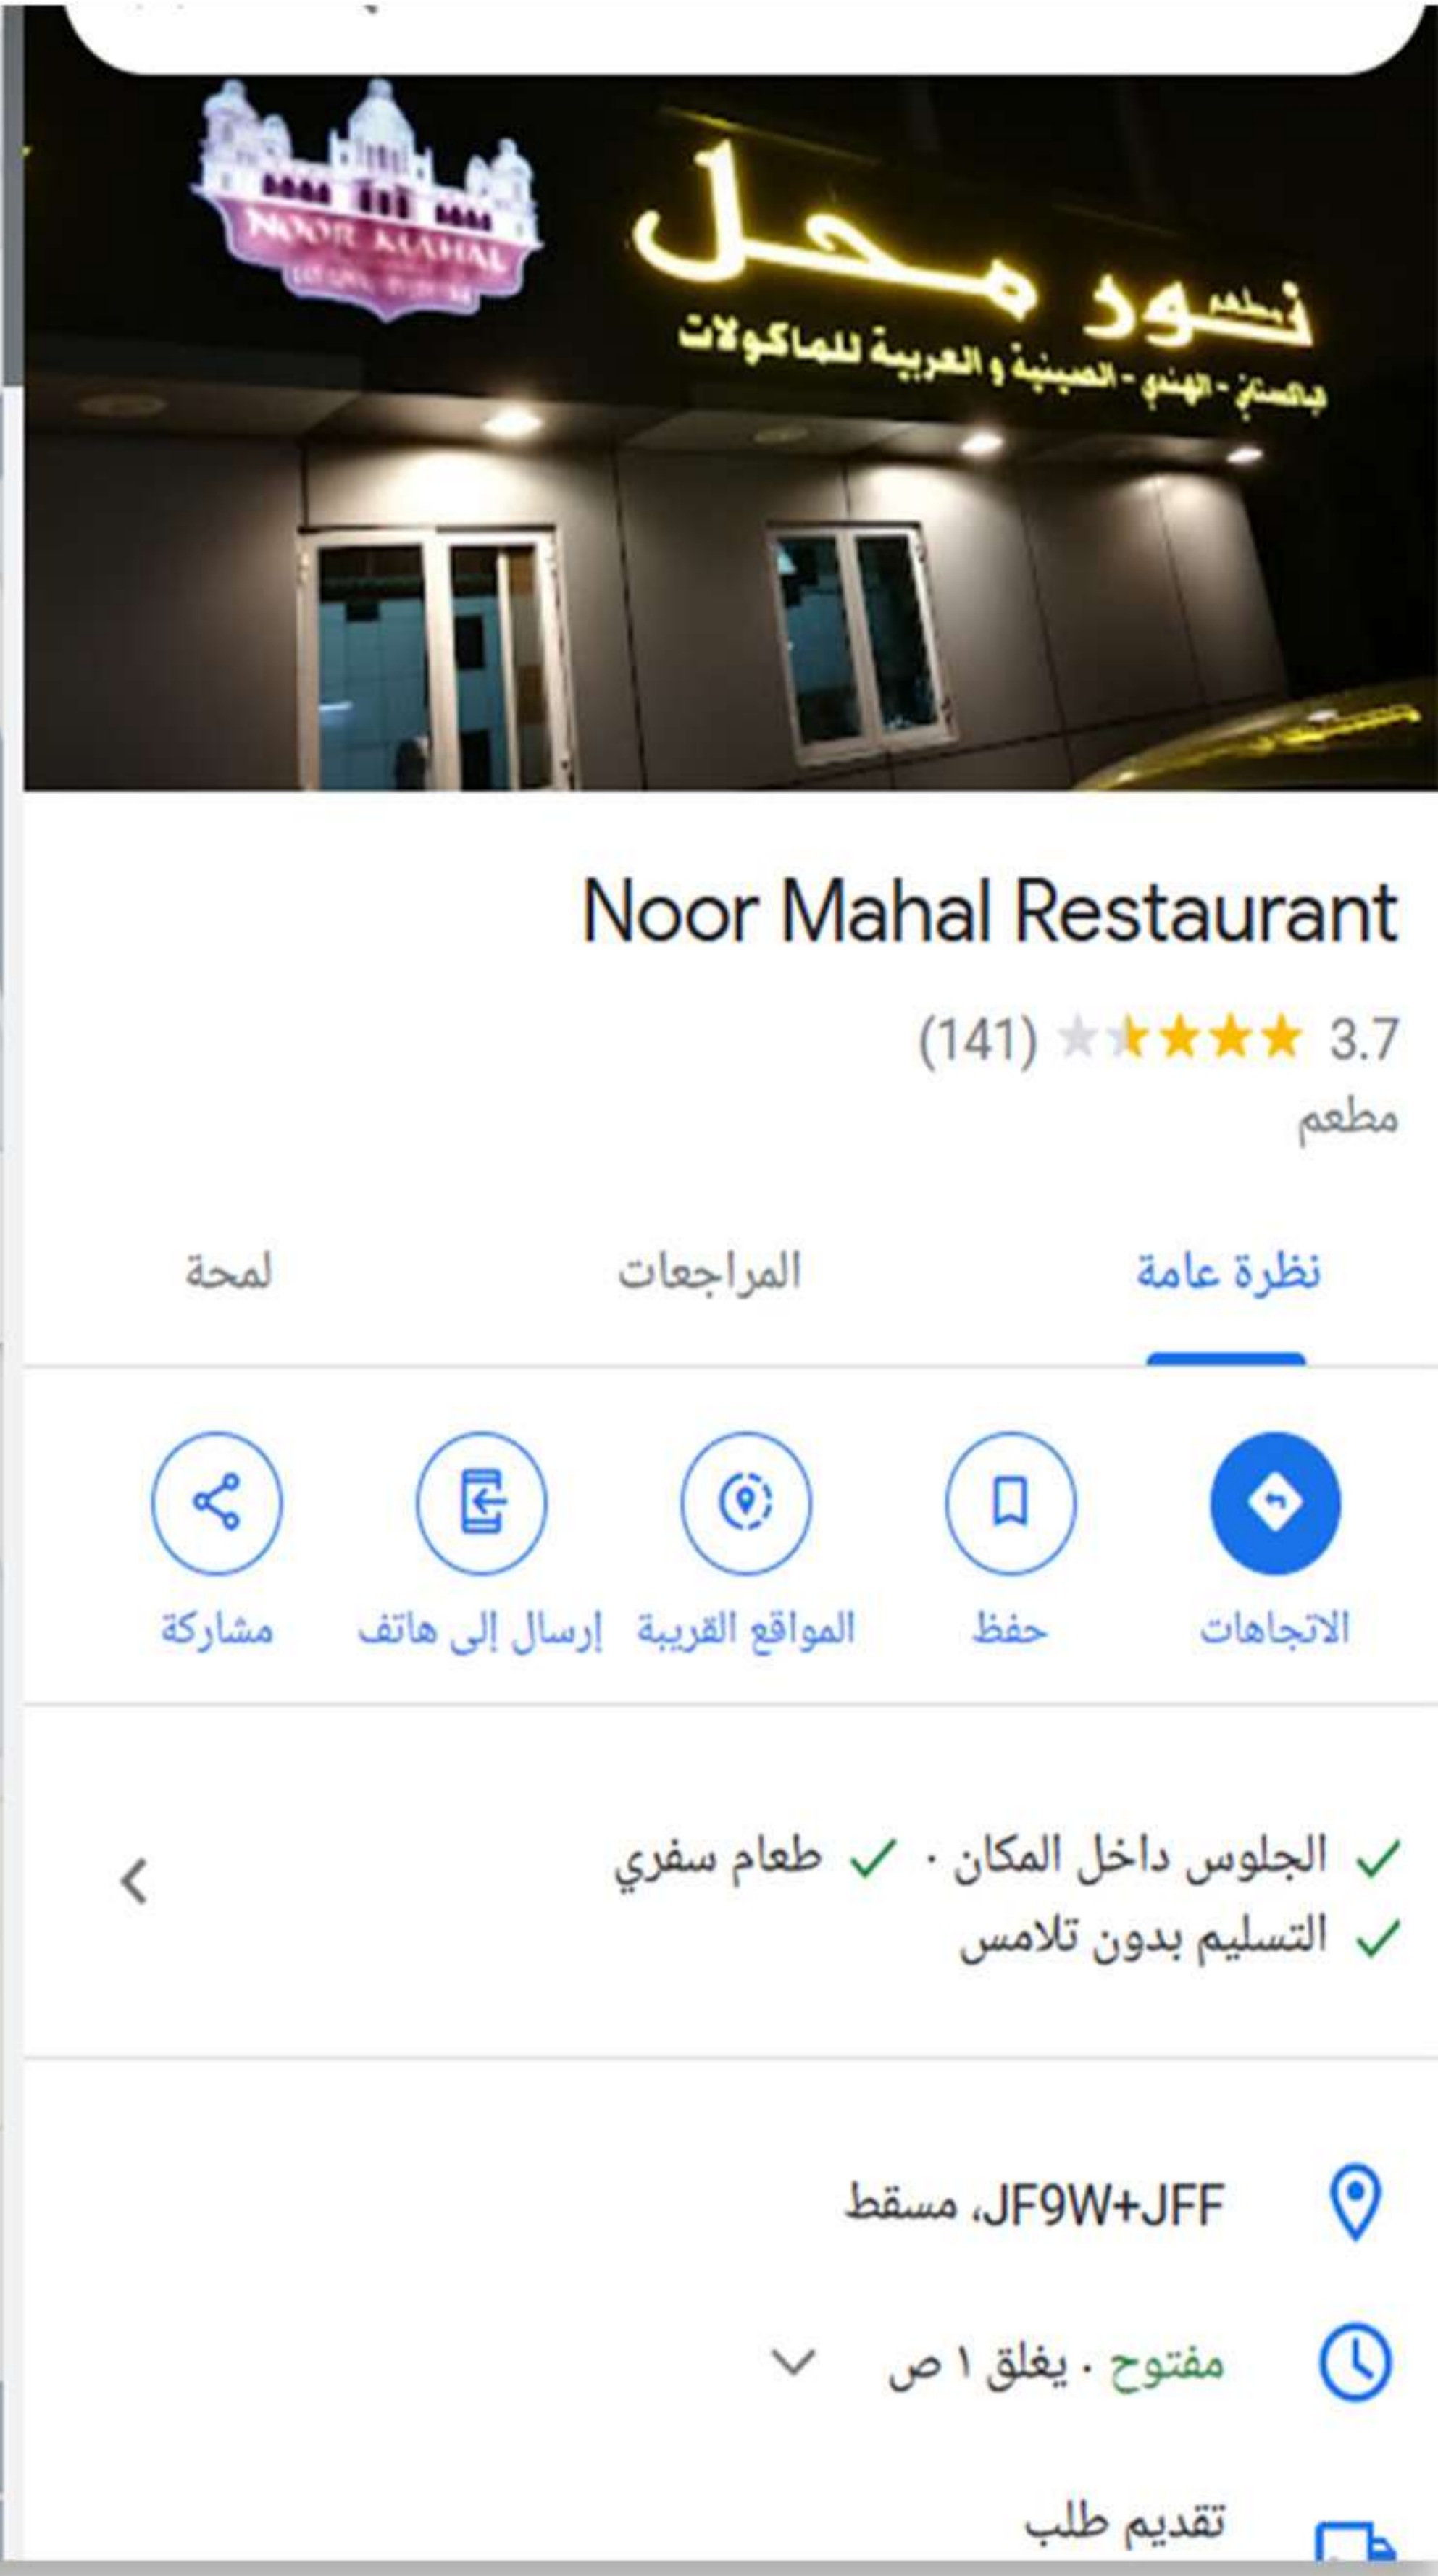 NOOR MAHAL
مطعم
نور محل
الباكستاني - الهندي - الصينية و العربية للماكولات
Noor Mahal Restaurant
3.7 (141)
مطعم
نظرة عامة
المراجعات
لمحة
الاتجاهات
حفظ
المواقع القريبة
إرسال إلى هاتف
مشاركة
الجلوس داخل المكان · طعام سفري
التسليم بدون تلامس
JF9W+JFF، مسقط
مفتوح · يغلق ١ ص
تقديم طلب